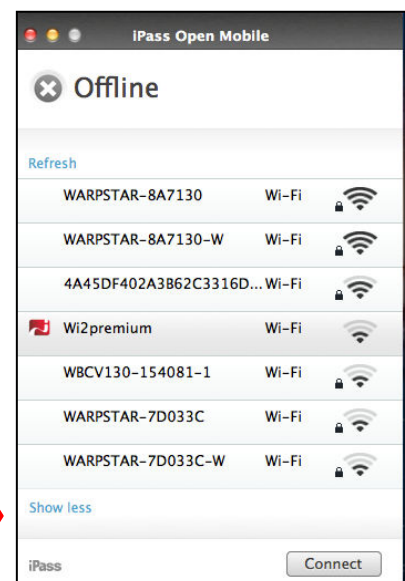 iPass Open Mobile
Offline
Refresh
WARPSTAR-8A7130 Wi-Fi
WARPSTAR-8A7130-W Wi-Fi
4A45DF402A3B62C3316D... Wi-Fi
Wi2premium Wi-Fi
WBCV130-154081-1 Wi-Fi
WARPSTAR-7D033C Wi-Fi
WARPSTAR-7D033C-W Wi-Fi
Show less
iPass Connect